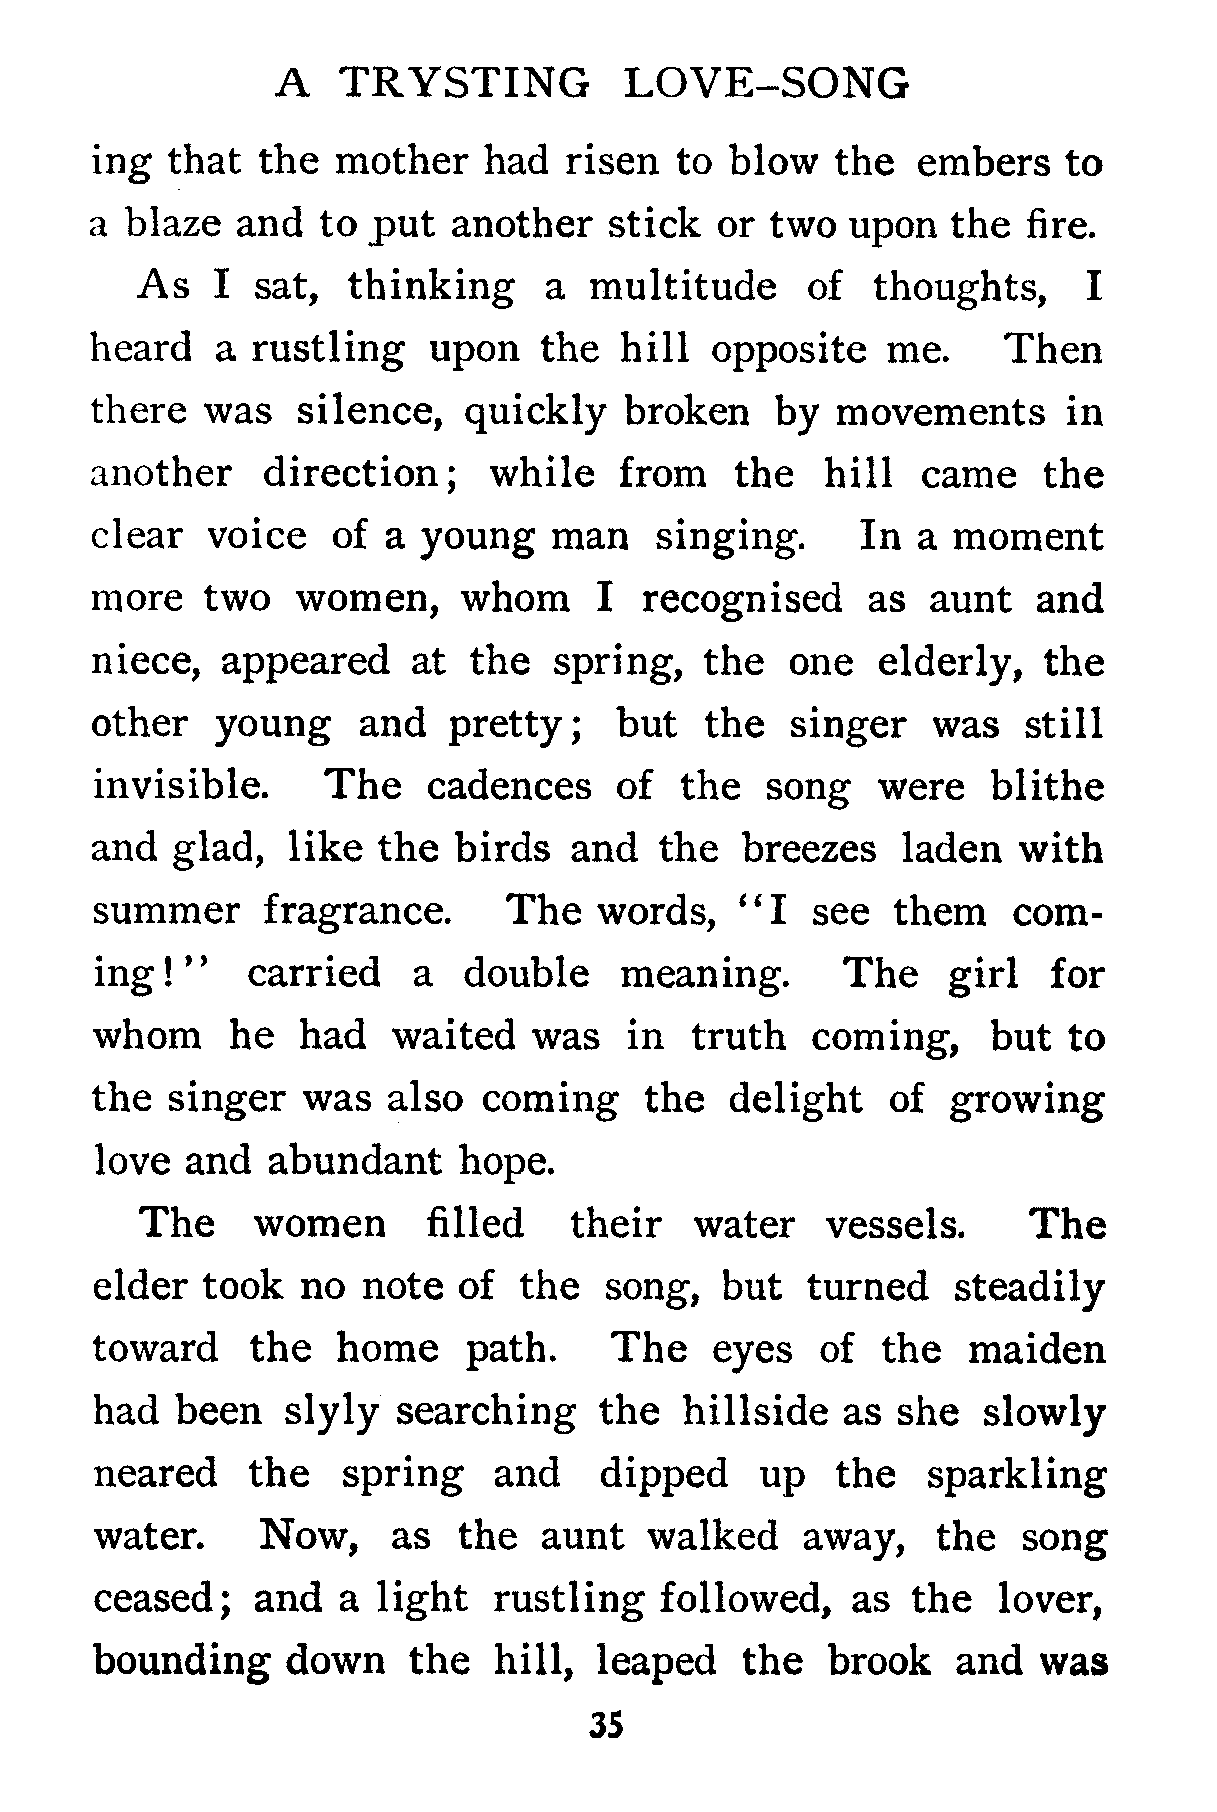 A TRYSTING LOVE-SONG
ing that the mother had risen to blow the embers to
a blaze and to put another stick or two upon the fire.
As I sat, thinking a multitude of thoughts, I
heard a rustling upon the hill opposite me. Then
there was silence, quickly broken by movements in
another direction; while from the hill came the
clear voice of a young man singing. In a moment
more two women, whom I recognised as aunt and
niece, appeared at the spring, the one elderly, the
other young and pretty; but the singer was still
invisible. The cadences of the song were blithe
and glad, like the birds and the breezes laden with
summer fragrance. The words, "I see them com-
ing!" carried a double meaning. The girl for
whom he had waited was in truth coming, but to
the singer was also coming the delight of growing
love and abundant hope.
The women filled their water vessels. The
elder took no note of the song, but turned steadily
toward the home path. The eyes of the maiden
had been slyly searching the hillside as she slowly
neared the spring and dipped up the sparkling
water. Now, as the aunt walked away, the song
ceased; and a light rustling followed, as the lover,
bounding down the hill, leaped the brook and was
35